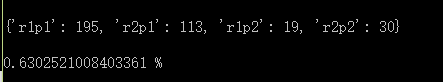 {'r1p1': 195, 'r2p1': 113, 'r1p2': 19, 'r2p2': 30}
0.6302521008403361 %